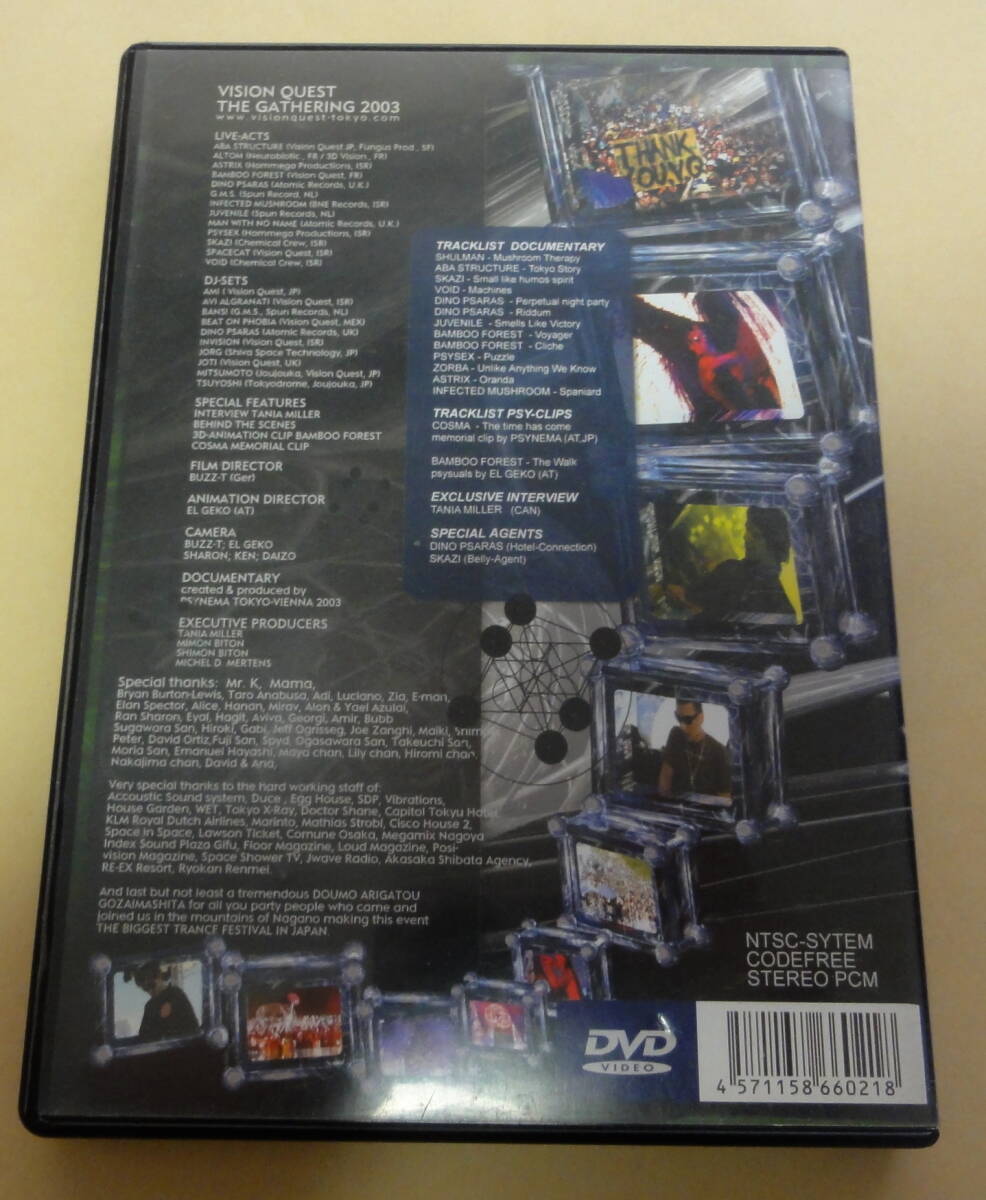 VISION QUEST
THE GATHERING 2003
www.visionquest-tokyo.com
LIVE-ACTS
ABA STRUCTURE (Vision Quest JP, Fungus Prod., SF)
ALTOM (Neurobiotic, FR / 3D Vision, FR)
ASTRIX (Hommega Productions, ISR)
BAMBOO FOREST (Vision Quest, FR)
DINO PSARAS (Atomic Records, U.K.)
G.M.S. (Spun Record, NL)
INFECTED MUSHROOM (BNE Records, ISR)
JUVENILE (Spun Records, NL)
MAN WITH NO NAME (Atomic Records, U.K.)
PSYSEX (Hommega Productions, ISR)
SKAZI (Chemical Crew, ISR)
SPACECAT (Vision Quest, ISR)
VOID (Chemical Crew, ISR)
DJ-SETS
AMI ( Vision Quest, JP)
AVI ALGRANATI (Vision Quest, ISR)
BANSI (G.M.S., Spun Records, NL)
BEAT ON PHOBIA (Vision Quest, MEX)
DINO PSARAS (Atomic Records, UK)
INVISION (Vision Quest, ISR)
JORG (Shiva Space Technology, JP)
JOTI (Vision Quest, UK)
MITSUMOTO (Joujouka, Vision Quest, JP)
TSUYOSHI (Tokyodrome, Joujouka, JP)
SPECIAL FEATURES
INTERVIEW TANIA MILLER
BEHIND THE SCENES
3D-ANIMATION CLIP BAMBOO FOREST
COSMA MEMORIAL CLIP
FILM DIRECTOR
BUZZ-T (Ger)
ANIMATION DIRECTOR
EL GEKO (AT)
CAMERA
BUZZ-T; EL GEKO
SHARON; KEN; DAIZO
DOCUMENTARY
created & produced by
PSYNEMA TOKYO-VIENNA 2003
EXECUTIVE PRODUCERS
TANIA MILLER
MIMON BITON
SHIMON BITON
MICHEL D. MERTENS
Special thanks: Mr. K, Mama,
Bryan Burton-Lewis, Taro Anabusa, Adi, Luciano, Zia, E-man,
Elan Spector, Alice, Hanan, Mirav, Alon & Yael Azulai,
Ran Sharon, Eyal, Hagit, Aviva, Georgi, Amir, Bubb
Sugawara San, Hiroki, Gabi, Jeff Ogrisseg, Joe Zanghi, Maiki,
Peter, David Ortiz, Fuji San, Spyd, Ogasawara San, Takeuchi San,
Moria San, Emanuel Hayashi, Maya chan, Lily chan, Hiromi chan
Nakajima chan, David & Ana,
Very special thanks to the hard working staff of:
Accoustic Sound system, Duce, Egg House, SDP, Vibrations,
House Garden, WET, Tokyo X-Ray, Doctor Shane, Capitol Tokyu Hotel
KLM Royal Dutch Airlines, Marinto, Mathias Strobl, Cisco House 2,
Space in Space, Lawson Ticket, Comune Osaka, Megamix Nagoya
Index Sound Plaza Gifu, Floor Magazine, Loud Magazine, Posi-
vision Magazine, Space Shower TV, Jwave Radio, Akasaka Shibata Agency,
RE-EX Resort, Ryokan Renmei.
And last but not least a tremendous DOUMO ARIGATOU
GOZAIMASHITA for all you party people who came and
joined us in the mountains of Nagano making this event
THE BIGGEST TRANCE FESTIVAL IN JAPAN.
TRACKLIST DOCUMENTARY
SHULMAN - Mushroom Therapy
ABA STRUCTURE - Tokyo Story
SKAZI - Small like humos spirit
VOID - Machines
DINO PSARAS - Perpetual night party
DINO PSARAS - Riddum
JUVENILE - Smells Like Victory
BAMBOO FOREST - Voyager
BAMBOO FOREST - Cliche
PSYSEX - Puzzle
ZORBA - Unlike Anything We Know
ASTRIX - Oranda
INFECTED MUSHROOM - Spaniard
TRACKLIST PSY-CLIPS
COSMA - The time has come
memorial clip by PSYNEMA (AT,JP)
BAMBOO FOREST - The Walk
psysuals by EL GEKO (AT)
EXCLUSIVE INTERVIEW
TANIA MILLER (CAN)
SPECIAL AGENTS
DINO PSARAS (Hotel-Connection)
SKAZI (Belly-Agent)
THANK
YOU V.Q
NTSC-SYTEM
CODEFREE
STEREO PCM
DVD
VIDEO
4 571158 660218